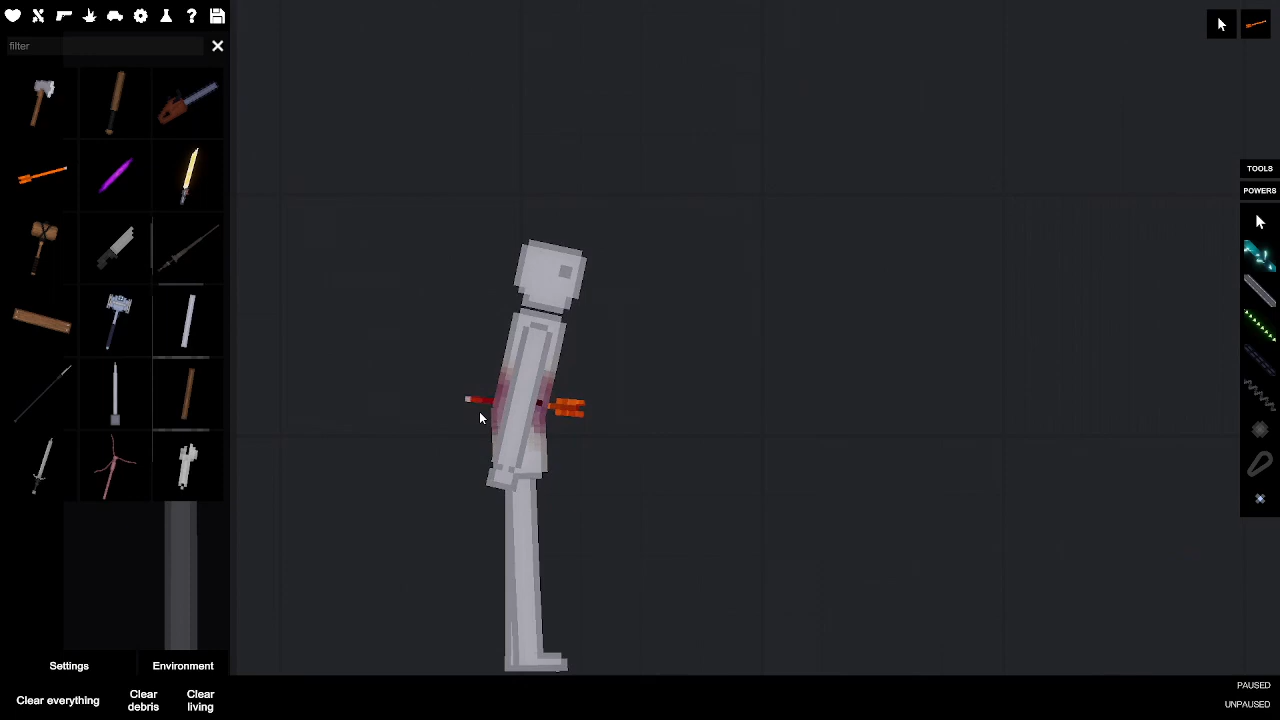 filter
TOOLS
POWERS
Settings
Environment
Clear everything
Clear
debris
Clear
living
PAUSED
UNPAUSED